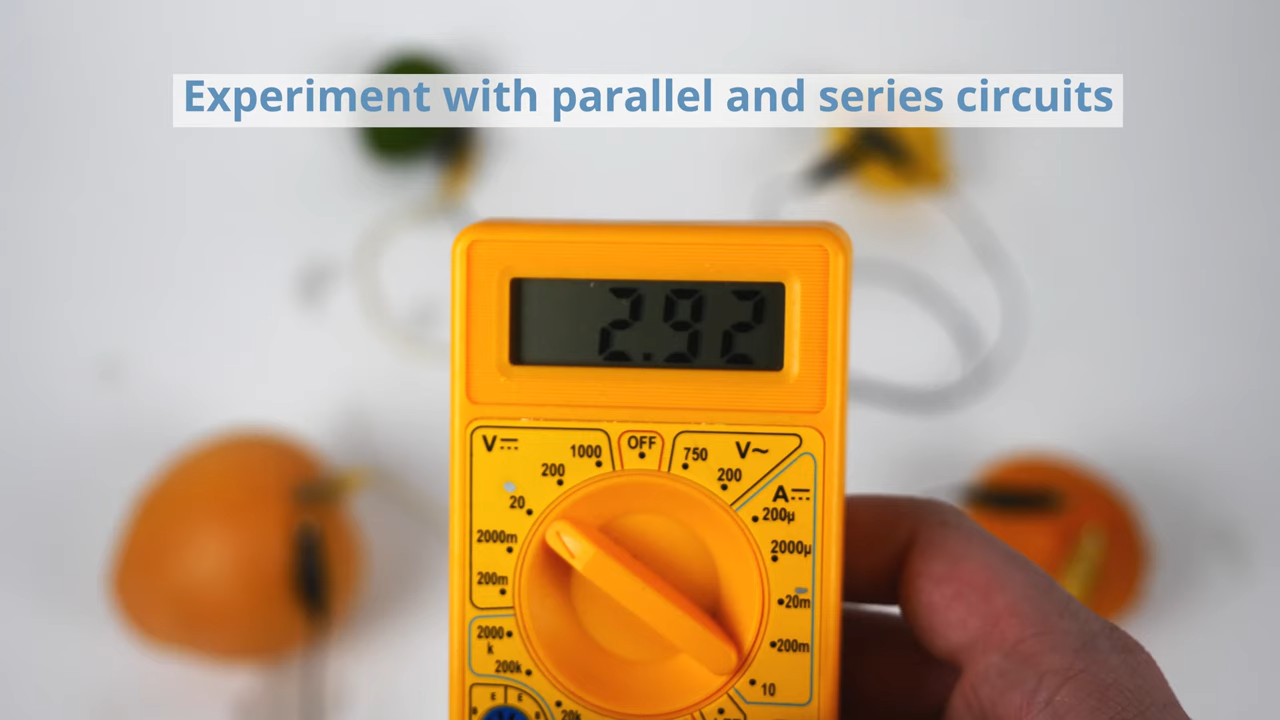 Experiment with parallel and series circuits
2.92
V
1000
OFF
750
V~
200
200
A
20
200µ
2000m
2000µ
200m
20m
2000
k
200m
200k
10
20k